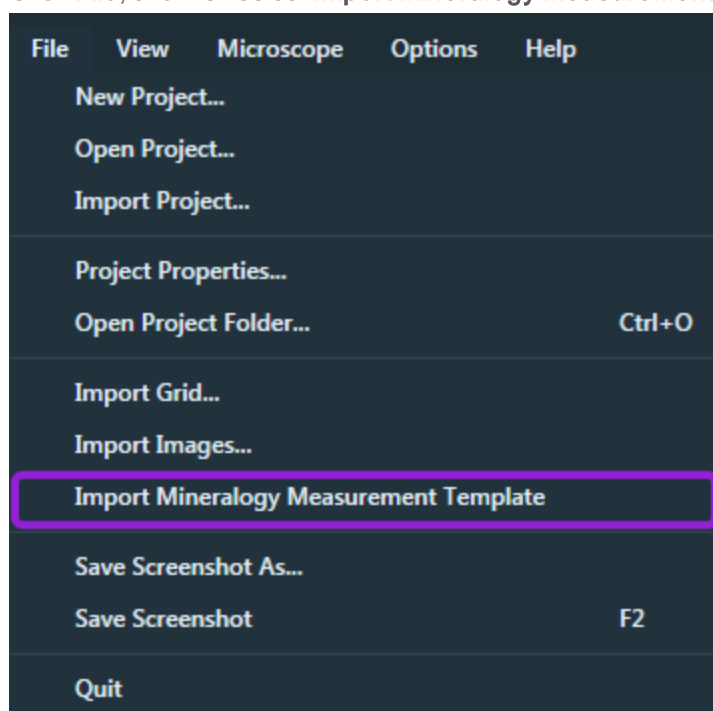 File View Microscope Options Help
New Project...
Open Project...
Import Project...
Project Properties...
Open Project Folder... Ctrl+O
Import Grid...
Import Images...
Import Mineralogy Measurement Template
Save Screenshot As...
Save Screenshot F2
Quit